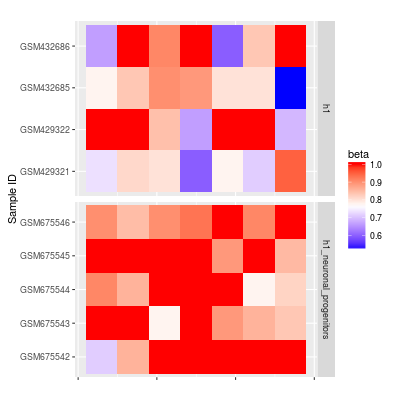 Sample ID
GSM432686
GSM432685
GSM429322
GSM429321
h1
GSM675546
GSM675545
GSM675544
GSM675543
GSM675542
h1_neuronal_progenitors
beta
1.0
0.9
0.8
0.7
0.6